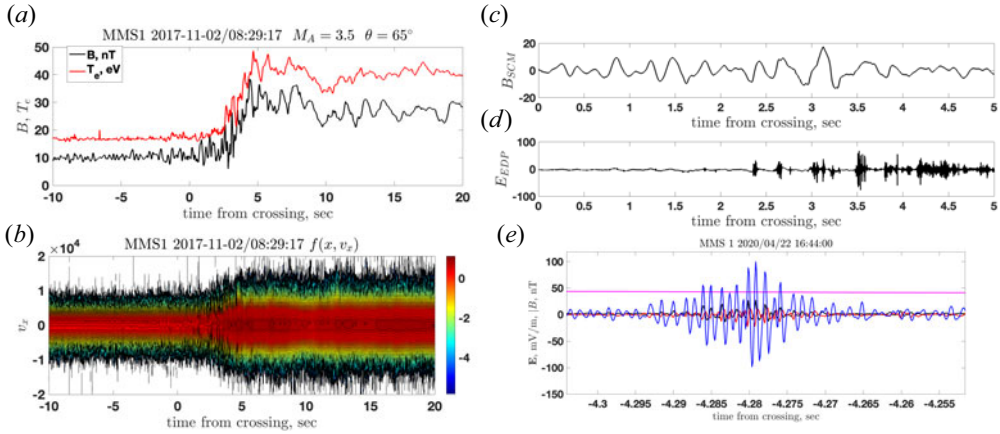 (a)
MMS1 2017-11-02/08:29:17 M_A = 3.5 θ = 65°
B, nT
T_e, eV
50
40
30
20
10
0
B, T_e
-10 -5 0 5 10 15 20
time from crossing, sec
(b)
MMS1 2017-11-02/08:29:17 f(x, v_x)
×10^4
2
1
0
-1
-2
v_x
0
-2
-4
-10 -5 0 5 10 15 20
time from crossing, sec
(c)
20
0
-20
B_SCM
0 0.5 1 1.5 2 2.5 3 3.5 4 4.5 5
time from crossing, sec
(d)
100
0
-100
E_EDP
0 0.5 1 1.5 2 2.5 3 3.5 4 4.5 5
time from crossing, sec
(e)
MMS 1 2020/04/22 16:44:00
100
50
0
-50
-100
-150
E, mV/m, |B|, nT
-4.3 -4.295 -4.29 -4.285 -4.28 -4.275 -4.27 -4.265 -4.26 -4.255
time from crossing, sec